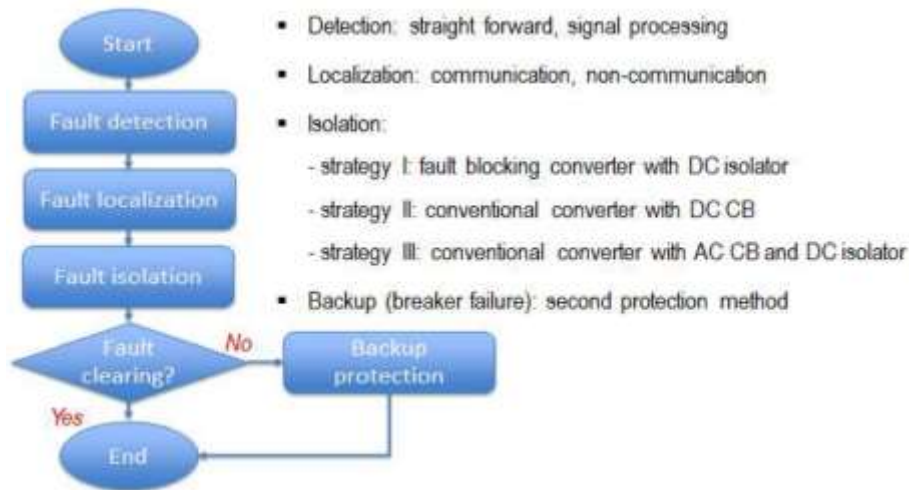 Start
Fault detection
Fault localization
Fault isolation
Fault
clearing?
No
Backup
protection
Yes
End
▪ Detection: straight forward, signal processing
▪ Localization: communication, non-communication
▪ Isolation:
- strategy I: fault blocking converter with DC isolator
- strategy II: conventional converter with DC CB
- strategy III: conventional converter with AC CB and DC isolator
▪ Backup (breaker failure): second protection method